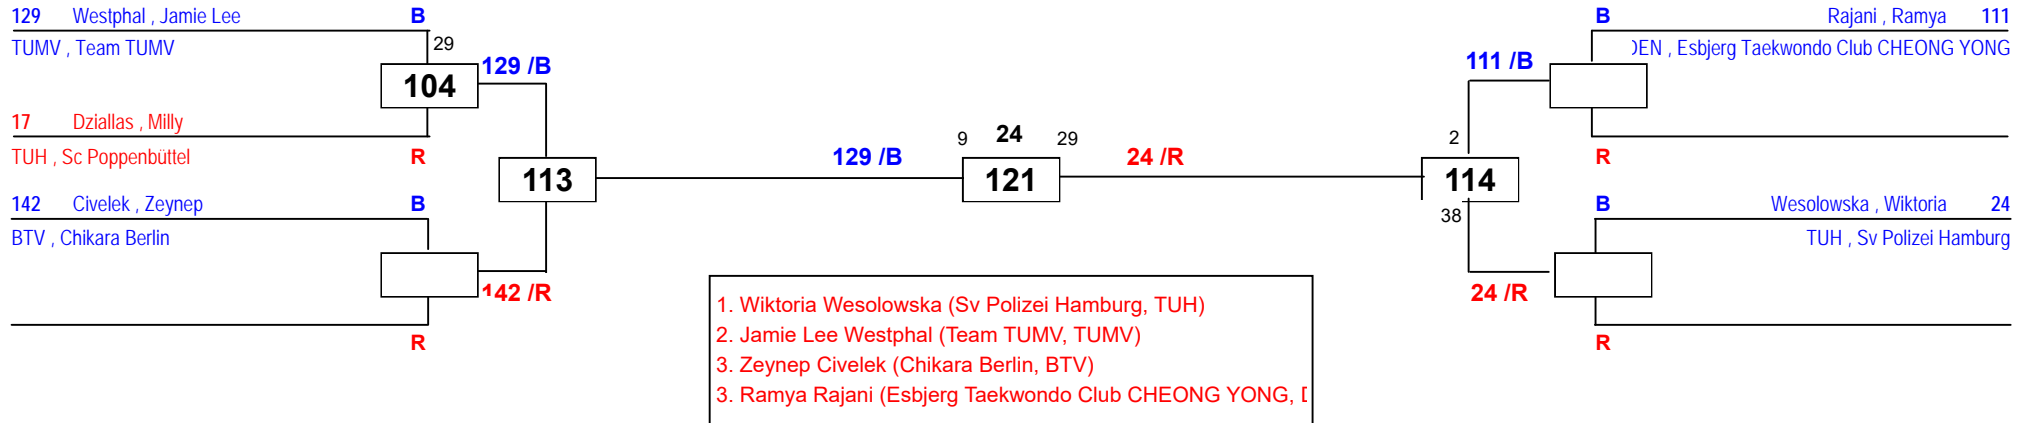 129 Westphal , Jamie Lee B
TUMV , Team TUMV
29
104
129 /B
17 Dziallas , Milly
TUH , Sc Poppenbüttel R
113
142 Civelek , Zeynep B
BTV , Chikara Berlin
142 /R
R
129 /B
9 24 29
121
24 /R
B Rajani , Ramya 111
DEN , Esbjerg Taekwondo Club CHEONG YONG
111 /B
R
2
114
38
B Wesolowska , Wiktoria 24
TUH , Sv Polizei Hamburg
24 /R
R
1. Wiktoria Wesolowska (Sv Polizei Hamburg, TUH)
2. Jamie Lee Westphal (Team TUMV, TUMV)
3. Zeynep Civelek (Chikara Berlin, BTV)
3. Ramya Rajani (Esbjerg Taekwondo Club CHEONG YONG,